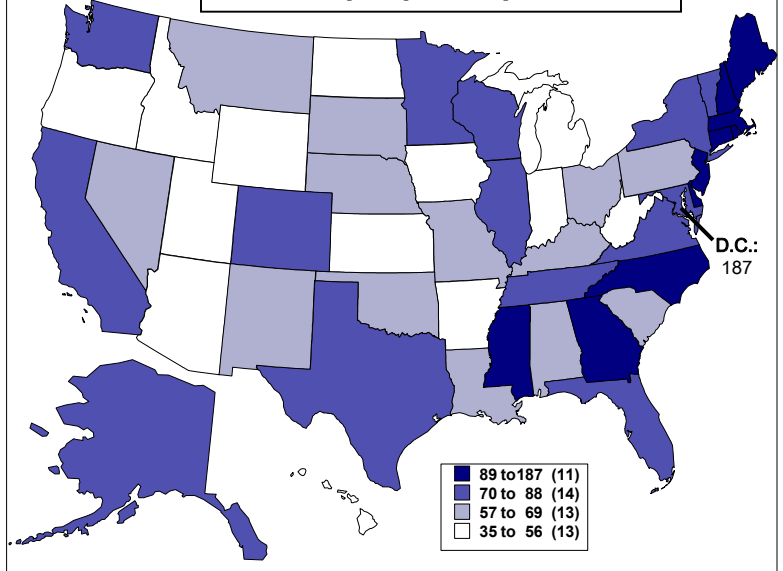 D.C.:
187
89 to187 (11)
70 to 88 (14)
57 to 69 (13)
35 to 56 (13)